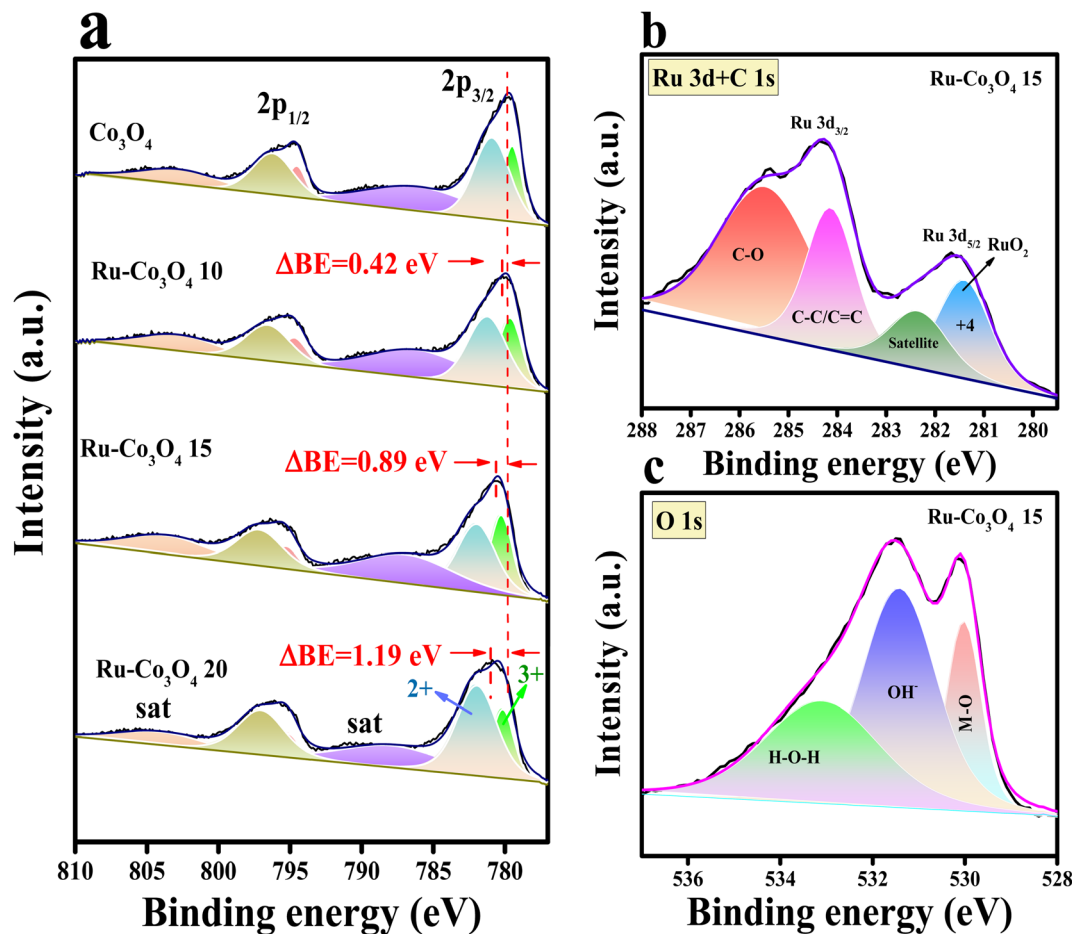 a
Intensity (a.u.)
Co₃O₄
2p₁/₂
2p₃/₂
Ru-Co₃O₄ 10
ΔBE=0.42 eV
Ru-Co₃O₄ 15
ΔBE=0.89 eV
Ru-Co₃O₄ 20
ΔBE=1.19 eV
2+
3+
sat
sat
810 805 800 795 790 785 780
Binding energy (eV)
b
Intensity (a.u.)
Ru 3d+C 1s
Ru-Co₃O₄ 15
Ru 3d₃/₂
Ru 3d₅/₂
RuO₂
C-O
C-C/C=C
Satellite
+4
288 287 286 285 284 283 282 281 280
Binding energy (eV)
c
Intensity (a.u.)
O 1s
Ru-Co₃O₄ 15
OH⁻
M-O
H-O-H
536 534 532 530 528
Binding energy (eV)